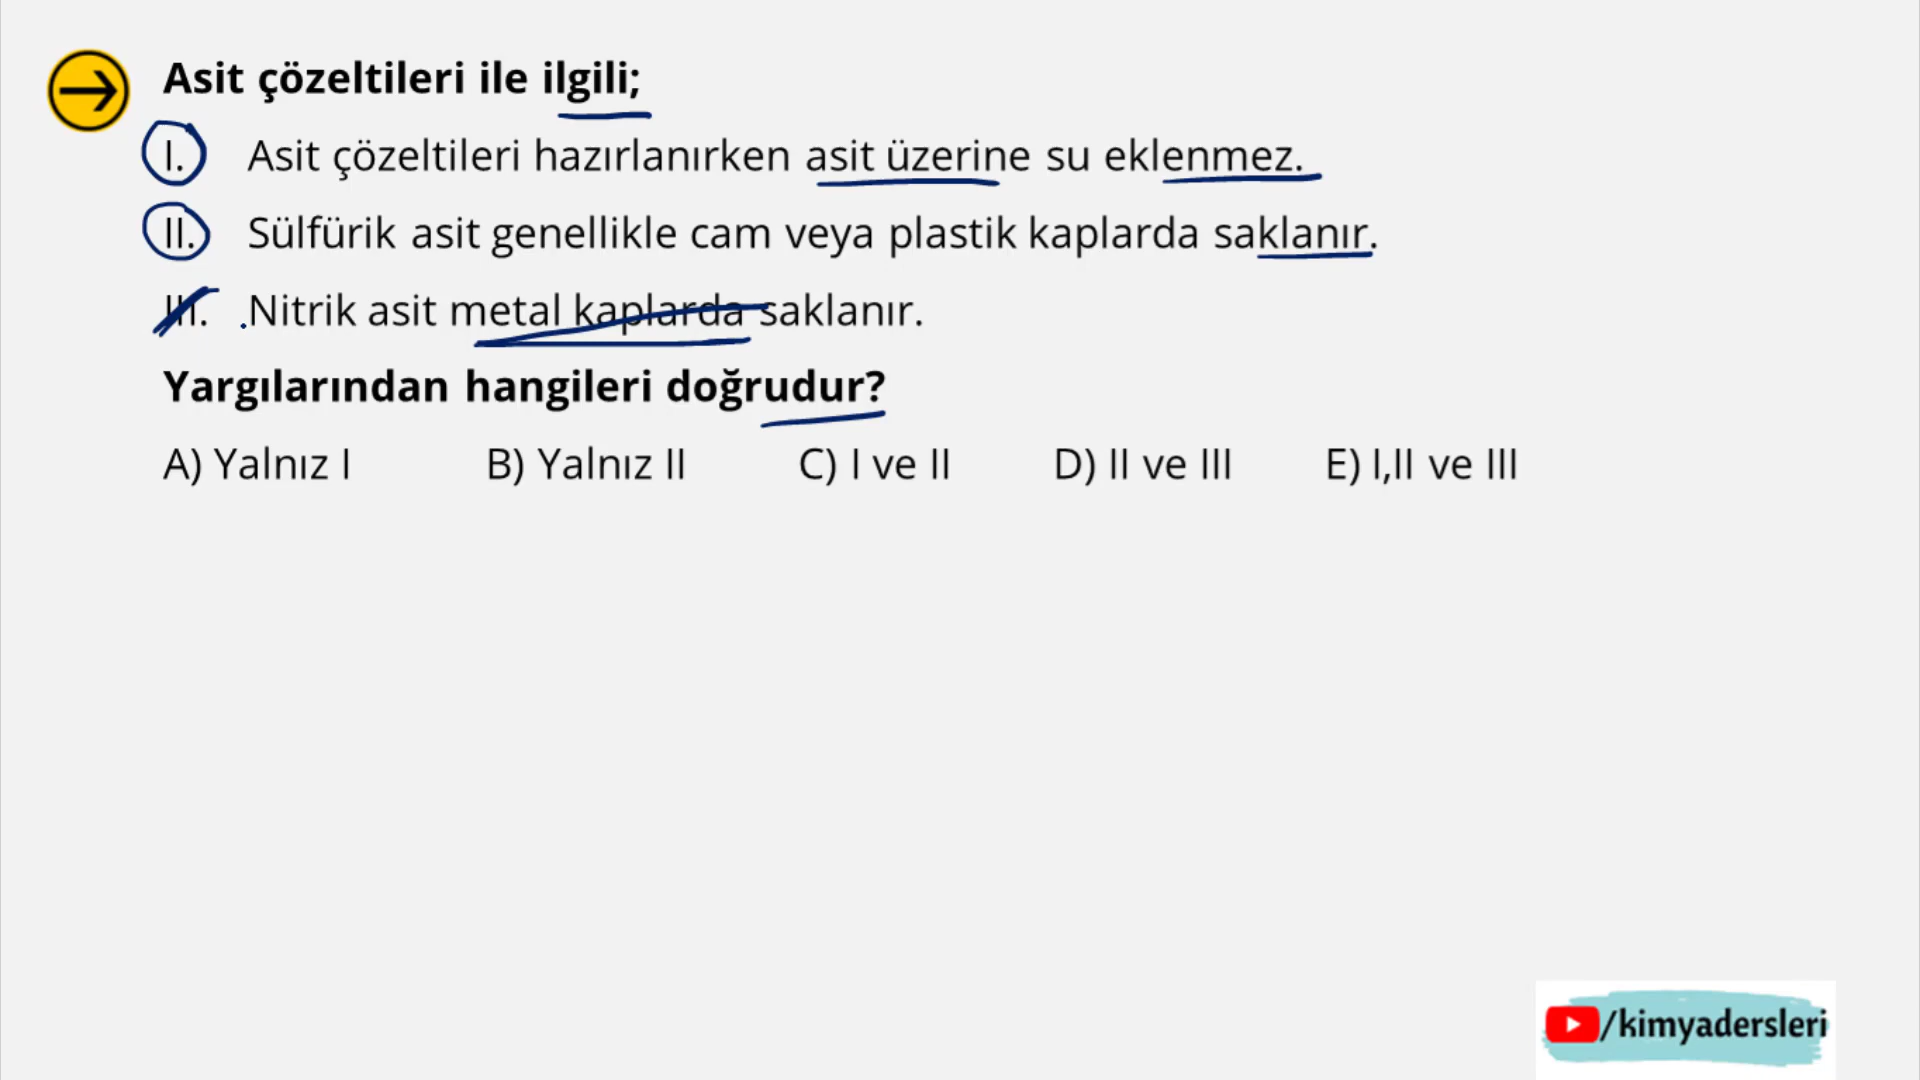 Asit çözeltileri ile ilgili;
I. Asit çözeltileri hazırlanırken asit üzerine su eklenmez.
II. Sülfürik asit genellikle cam veya plastik kaplarda saklanır.
III. Nitrik asit metal kaplarda saklanır.
Yargılarından hangileri doğrudur?
A) Yalnız I B) Yalnız II C) I ve II D) II ve III E) I,II ve III
/kimyadersleri